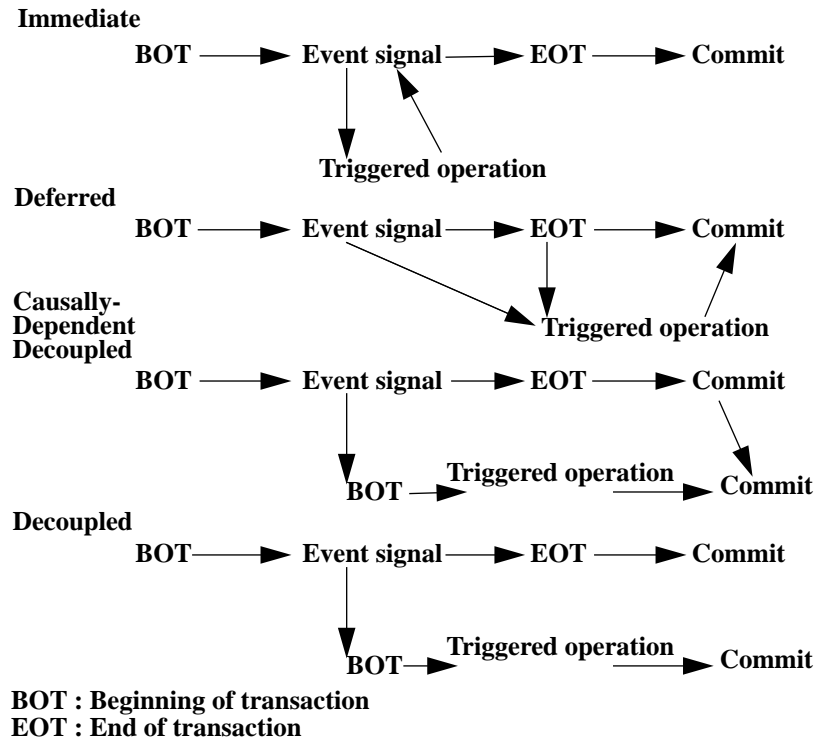 Immediate
BOT Event signal EOT Commit
Triggered operation
Deferred
BOT Event signal EOT Commit
Triggered operation
Causally-
Dependent
Decoupled
BOT Event signal EOT Commit
BOT Triggered operation Commit
Decoupled
BOT Event signal EOT Commit
BOT Triggered operation Commit
BOT : Beginning of transaction
EOT : End of transaction